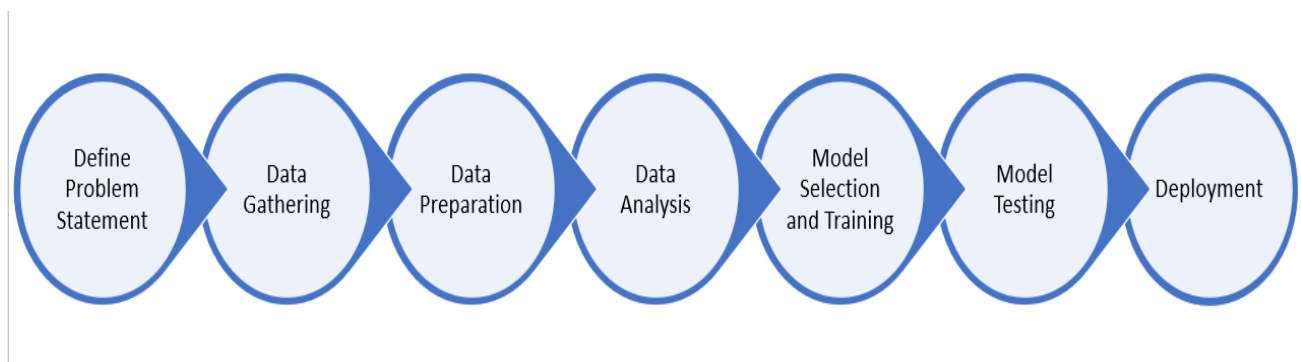 Define
Problem
Statement
Data
Gathering
Data
Preparation
Data
Analysis
Model
Selection
and Training
Model
Testing
Deployment